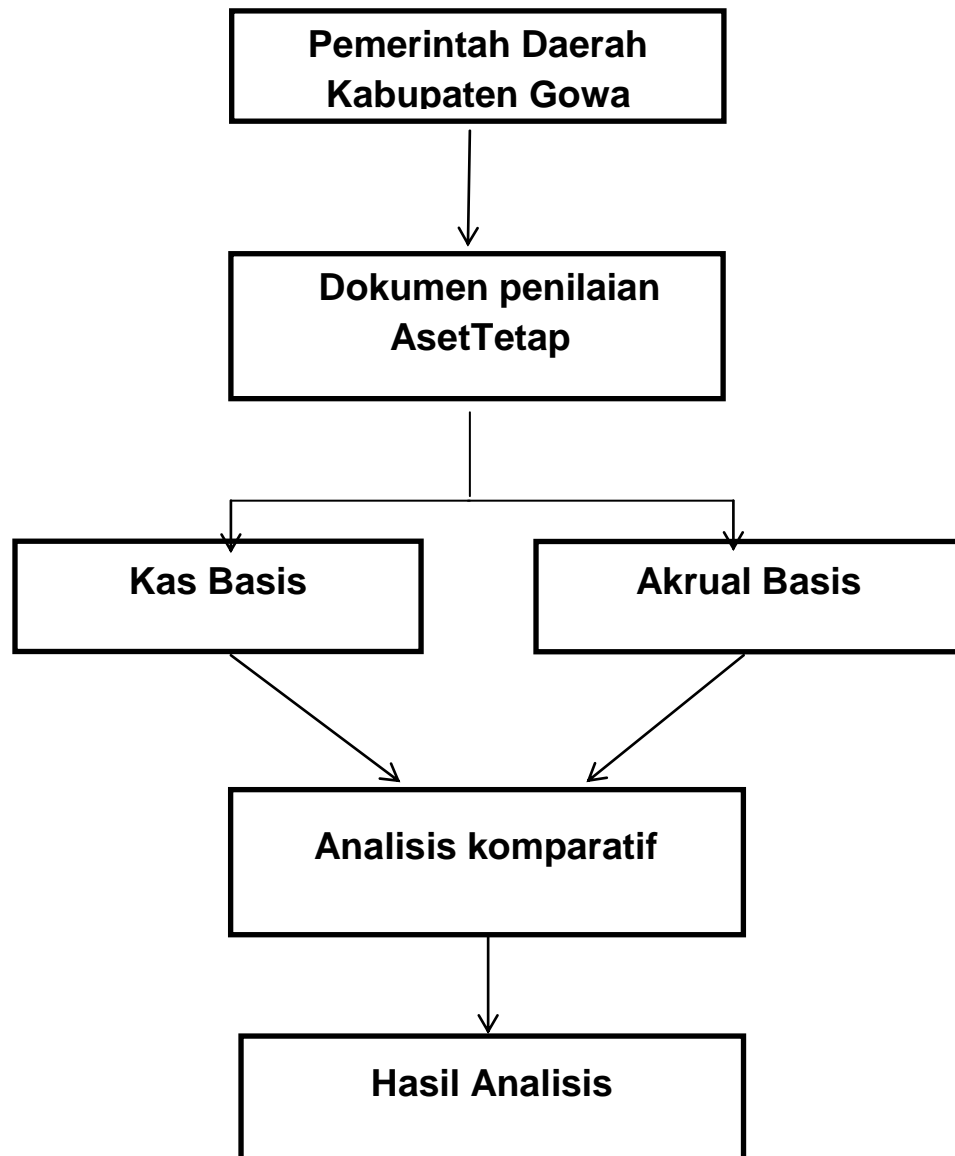 Pemerintah Daerah
Kabupaten Gowa
Dokumen penilaian
AsetTetap
Kas Basis
Akrual Basis
Analisis komparatif
Hasil Analisis